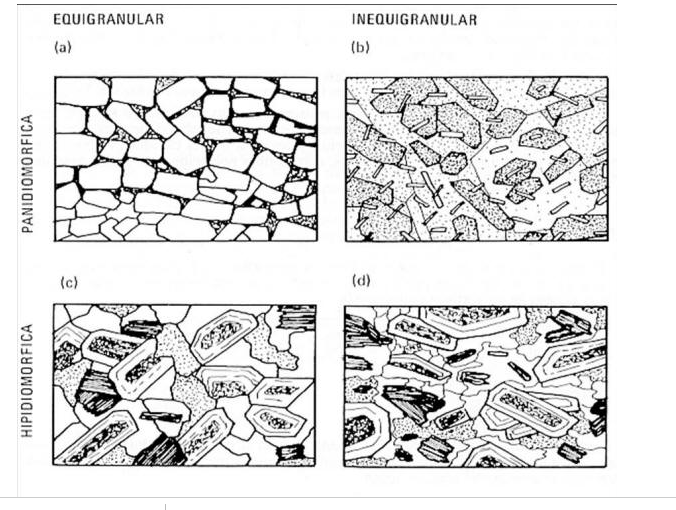 EQUIGRANULAR
INEQUIGRANULAR
(a)
(b)
PANIDIOMORFICA
(c)
(d)
HIPIDIOMORFICA